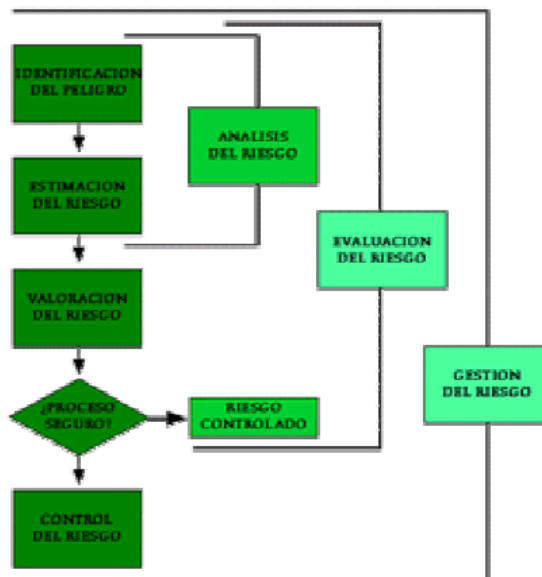 IDENTIFICACION
DEL PELIGRO
ANALISIS
DEL RIESGO
ESTIMACION
DEL RIESGO
EVALUACION
DEL RIESGO
VALORACION
DEL RIESGO
GESTION
DEL RIESGO
¿PROCESO
SEGURO?
RIESGO
CONTROLADO
CONTROL
DEL RIESGO